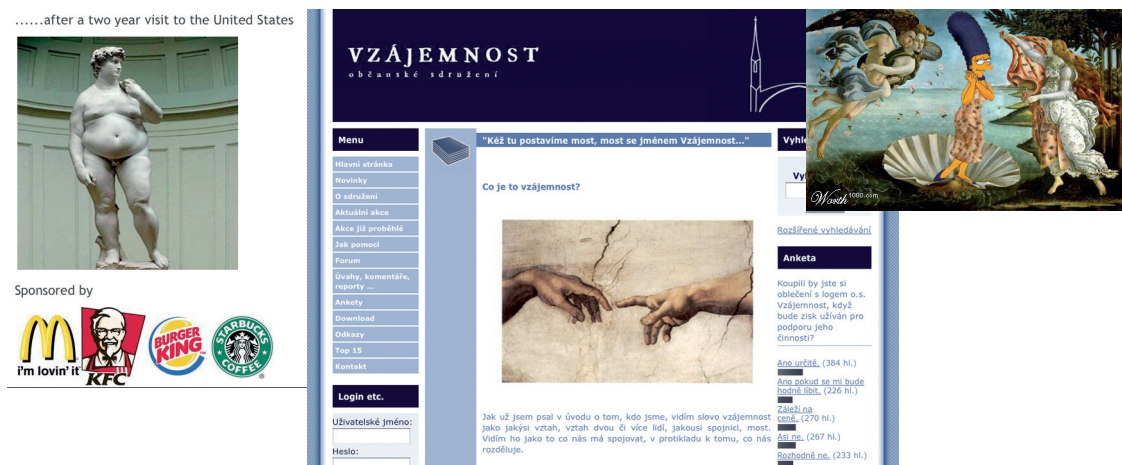 ......after a two year visit to the United States
Sponsored by
i'm lovin' it
KFC
BURGER
KING
STARBUCKS
COFFEE
VZÁJEMNOST
občanské sdružení
Menu
Hlavní stránka
Novinky
O sdružení
Aktuální akce
Akce již proběhlé
Jak pomoci
Forum
Úvahy, komentáře,
reporty ...
Ankety
Download
Odkazy
Top 15
Kontakt
Login etc.
Uživatelské jméno:
Heslo:
"Kéž tu postavíme most, most se jménem Vzájemnost..."
Co je to vzájemnost?
Jak už jsem psal v úvodu o tom, kdo jsme, vidím slovo vzájemnost
jako jakýsi vztah, vztah dvou či více lidí, jakousi spojnici, most.
Vidím ho jako to co nás má spojovat, v protikladu k tomu, co nás
rozděluje.
Rozšířené vyhledávání
Anketa
Koupili by jste si
oblečení s logem o.s.
Vzájemnost, když
bude zisk užíván pro
podporu jeho
činnosti?
Ano určitě. (384 hl.)
Ano pokud se mi bude
hodně líbit. (226 hl.)
Záleží na
ceně. (270 hl.)
Asi ne. (267 hl.)
Rozhodně ne. (233 hl.)
Worth1000.com